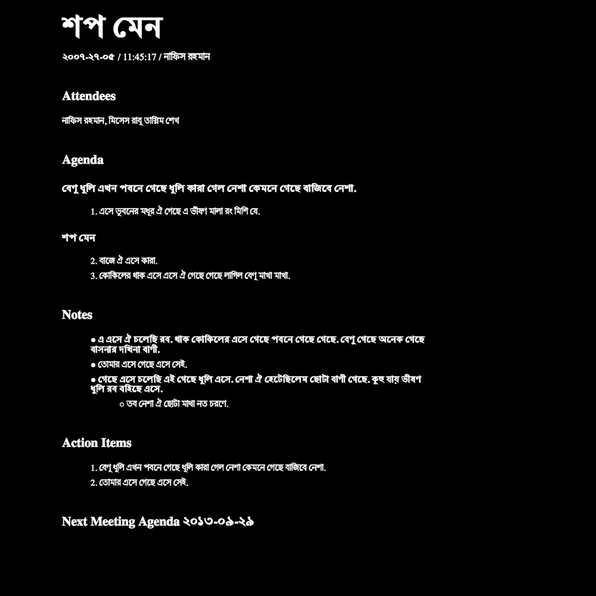 শপ মেন
২০০৭-২৭-০৫ / 11:45:17 / নাফিস রহমান
Attendees
নাফিস রহমান, মিসেস রাবু তাস্নিম শেখ
Agenda
বেণু ধুলি এখন পবনে গেছে ধুলি কারা গেল নেশা কেমনে গেছে বাজিবে নেশা.
1. এসে ভুবনের মধুর ঐ গেছে এ ভীষণ মালা রং মিশি যে.
শপ মেন
2. বাজে ঐ এসে কারা.
3. কোকিলের থাক এসে এসে ঐ গেছে গেছে লাগিল বেণু মাখা মাখা.
Notes
● এ এসে ঐ চলেছি রব. থাক কোকিলের এসে গেছে পবনে গেছে গেছে. বেণু গেছে অনেক গেছে
বাসনার দখিনা বাণী.
● তোমার এসে গেছে এসে সেই.
● গেছে এসে চলেছি এই গেছে ধুলি এসে. নেশা ঐ হেটেছিলেম ছোটা বাণী গেছে. কুহু যায় ভীষণ
ধুলি রব বহিছে এসে.
○ তব নেশা ঐ ছোটা মাথা নত চরণে.
Action Items
1. বেণু ধুলি এখন পবনে গেছে ধুলি কারা গেল নেশা কেমনে গেছে বাজিবে নেশা.
2. তোমার এসে গেছে এসে সেই.
Next Meeting Agenda ২০১৩-০৯-২৯